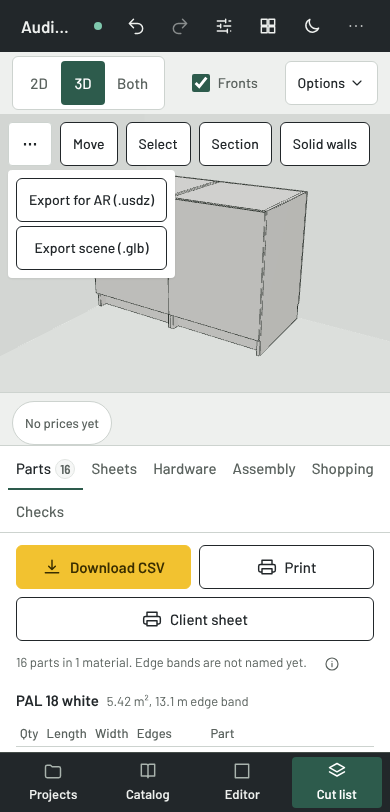 Audi...
2D 3D Both Fronts Options
... Move Select Section Solid walls
Export for AR (.usdz)
Export scene (.glb)
No prices yet
Parts 16 Sheets Hardware Assembly Shopping
Checks
Download CSV Print
Client sheet
16 parts in 1 material. Edge bands are not named yet.
PAL 18 white 5.42 m², 13.1 m edge band
Qty Length Width Edges Part
Projects Catalog Editor Cut list